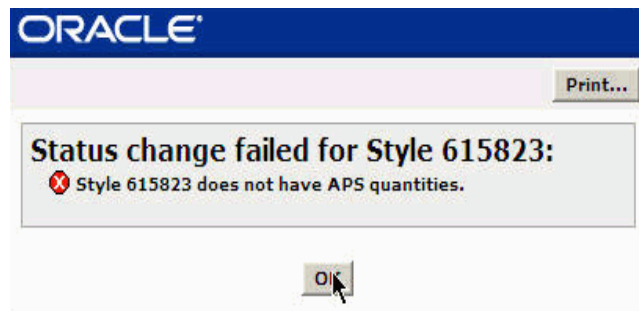 ORACLE
Print...
Status change failed for Style 615823:
Style 615823 does not have APS quantities.
OK